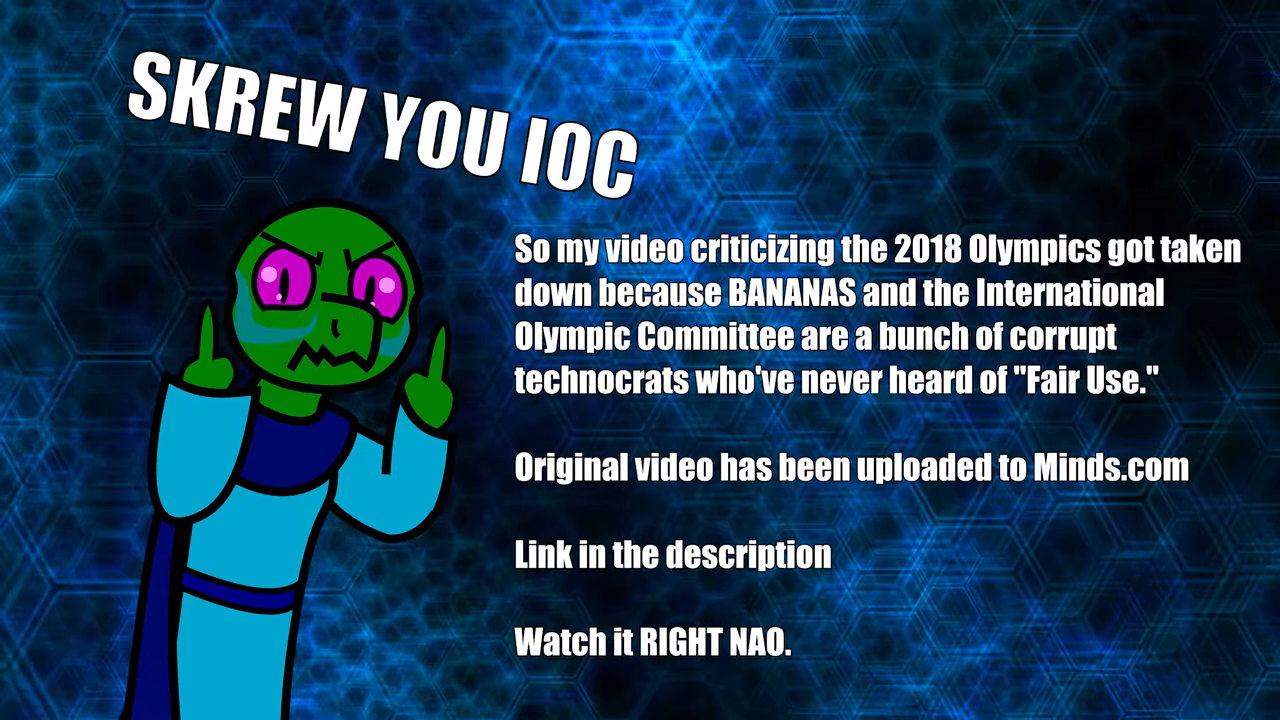 SKREW YOU IOC
So my video criticizing the 2018 Olympics got taken
down because BANANAS and the International
Olympic Committee are a bunch of corrupt
technocrats who've never heard of "Fair Use."
Original video has been uploaded to Minds.com
Link in the description
Watch it RIGHT NAO.